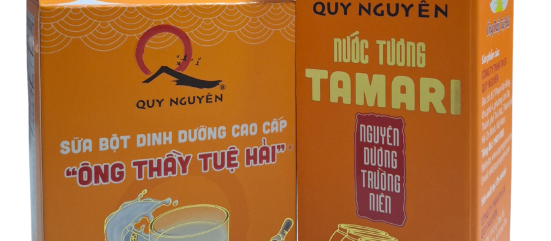 QUY NGUYÊN®
SỮA BỘT DINH DƯỠNG CAO CẤP
“ÔNG THẦY TUỆ HẢI”
QUY NGUYÊN
NƯỚC TƯƠNG
TAMARI
NGUYÊN
DƯƠNG
TRƯỜNG
NIÊN